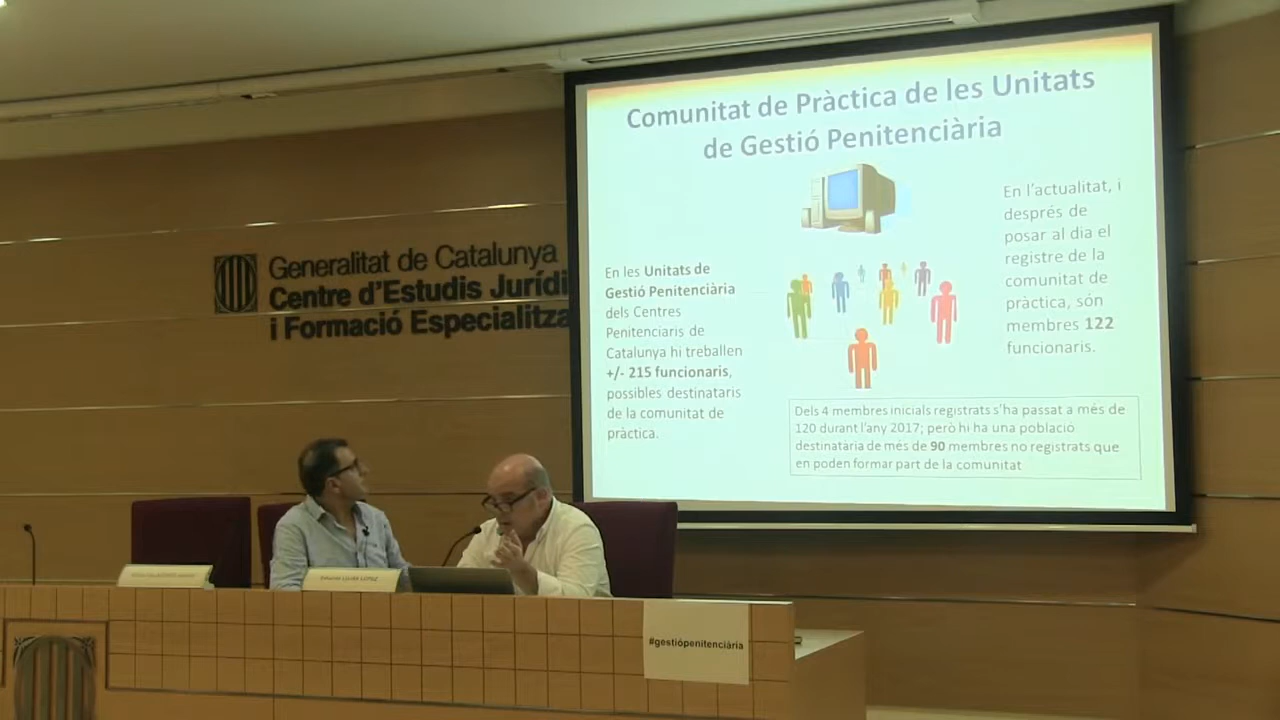 Comunitat de Pràctica de les Unitats
de Gestió Penitenciària
En l'actualitat, i
després de
posar al dia el
registre de la
comunitat de
pràctica, són
membres 122
funcionaris.
En les Unitats de
Gestió Penitenciària
dels Centres
Penitenciaris de
Catalunya hi treballen
+/- 215 funcionaris,
possibles destinataris
de la comunitat de
pràctica.
Dels 4 membres inicials registrats s'ha passat a més de
120 durant l'any 2017; però hi ha una població
destinatària de més de 90 membres no registrats que
en poden formar part de la comunitat
Generalitat de Catalunya
Centre d'Estudis Jurídi
i Formació Especialitza
#gestiópenitenciària